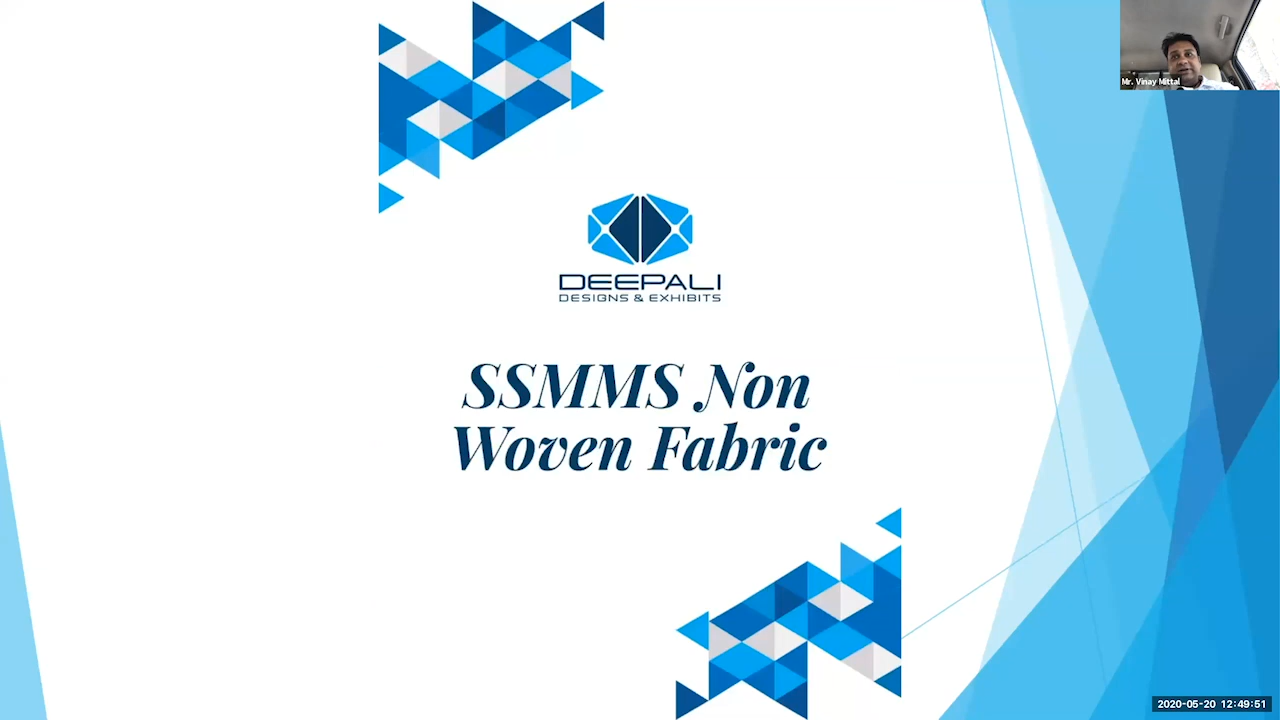 Mr. Vinay Mittal
DEEPALI
DESIGNS & EXHIBITS
SSMMS Non
Woven Fabric
2020-05-20 12:49:51